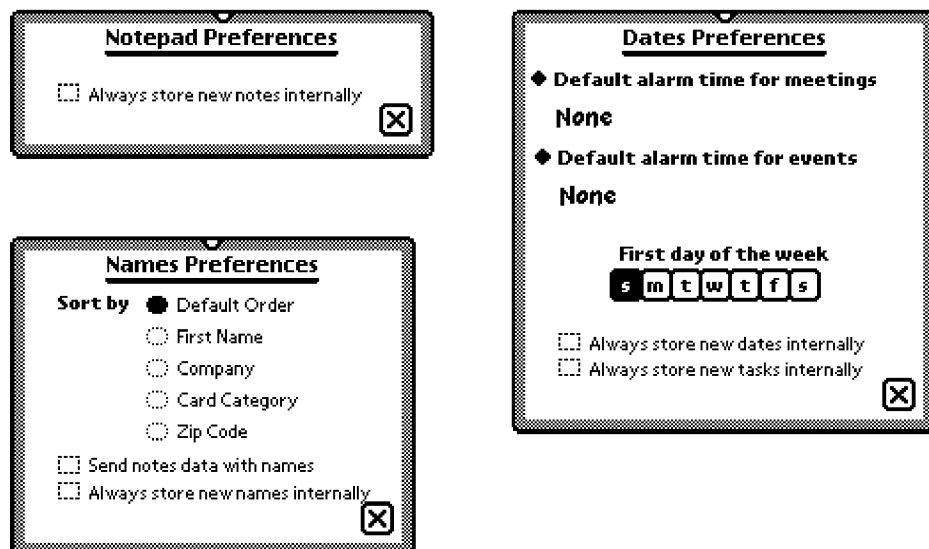 Notepad Preferences
Always store new notes internally
Names Preferences
Sort by Default Order
First Name
Company
Card Category
Zip Code
Send notes data with names
Always store new names internally
Dates Preferences
Default alarm time for meetings
None
Default alarm time for events
None
First day of the week
s m t w t f s
Always store new dates internally
Always store new tasks internally